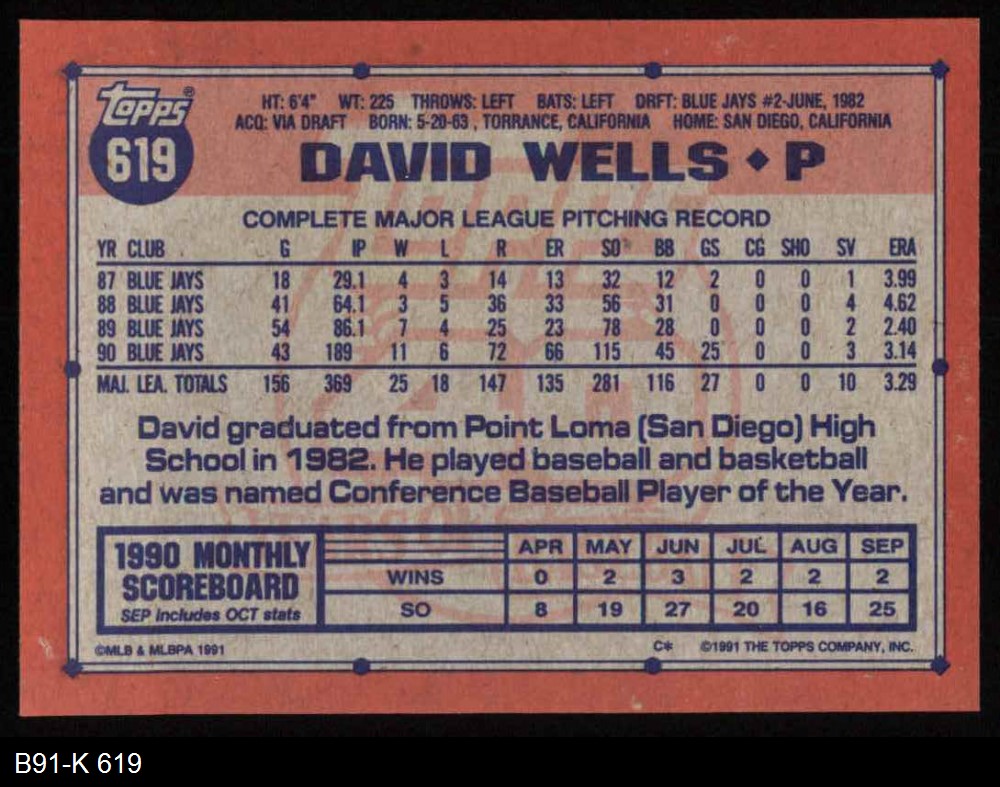 Topps®
619
HT: 6'4" WT: 225 THROWS: LEFT BATS: LEFT DRFT: BLUE JAYS #2-JUNE, 1982
ACQ: VIA DRAFT BORN: 5-20-63 , TORRANCE, CALIFORNIA HOME: SAN DIEGO, CALIFORNIA
DAVID WELLS ♦ P
COMPLETE MAJOR LEAGUE PITCHING RECORD
YR CLUB G IP W L R ER SO BB GS CG SHO SV ERA
87 BLUE JAYS 18 29.1 4 3 14 13 32 12 2 0 0 1 3.99
88 BLUE JAYS 41 64.1 3 5 36 33 56 31 0 0 0 4 4.62
89 BLUE JAYS 54 86.1 7 4 25 23 78 28 0 0 0 2 2.40
90 BLUE JAYS 43 189 11 6 72 66 115 45 25 0 0 3 3.14
MAJ. LEA. TOTALS 156 369 25 18 147 135 281 116 27 0 0 10 3.29
David graduated from Point Loma (San Diego) High
School in 1982. He played baseball and basketball
and was named Conference Baseball Player of the Year.
1990 MONTHLY
SCOREBOARD
SEP includes OCT stats
APR MAY JUN JUL AUG SEP
WINS 0 2 3 2 2 2
SO 8 19 27 20 16 25
©MLB & MLBPA 1991 C* ©1991 THE TOPPS COMPANY, INC.
B91-K 619